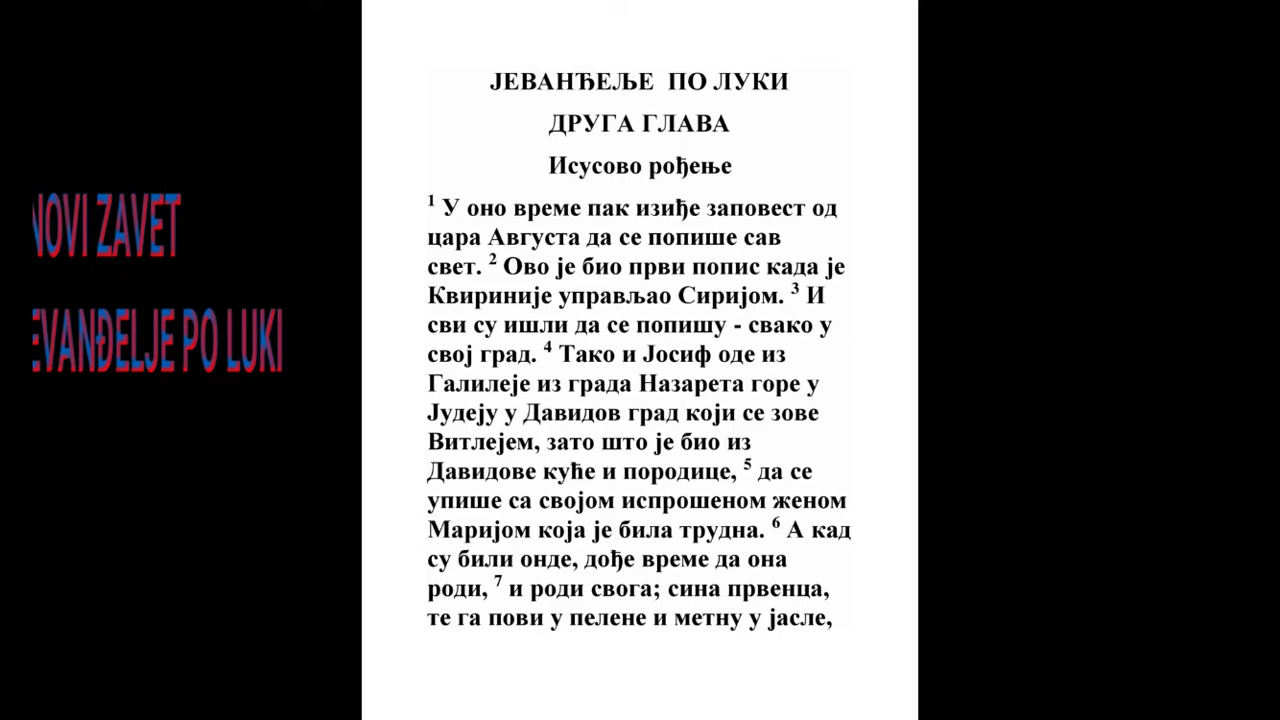 NOVI ZAVET
EVANĐELJE PO LUKI
ЈЕВАНЂЕЉЕ ПО ЛУКИ
ДРУГА ГЛАВА
Исусово рођење
1 У оно време пак изиђе заповест од
цара Августа да се попише сав
свет. 2 Ово је био први попис када је
Квириније управљао Сиријом. 3 И
сви су ишли да се попишу - свако у
свој град. 4 Тако и Јосиф оде из
Галилеје из града Назарета горе у
Јудеју у Давидов град који се зове
Витлејем, зато што је био из
Давидове куће и породице, 5 да се
упише са својом испрошеном женом
Маријом која је била трудна. 6 А кад
су били онде, дође време да она
роди, 7 и роди свога; сина првенца,
те га пови у пелене и метну у јасле,